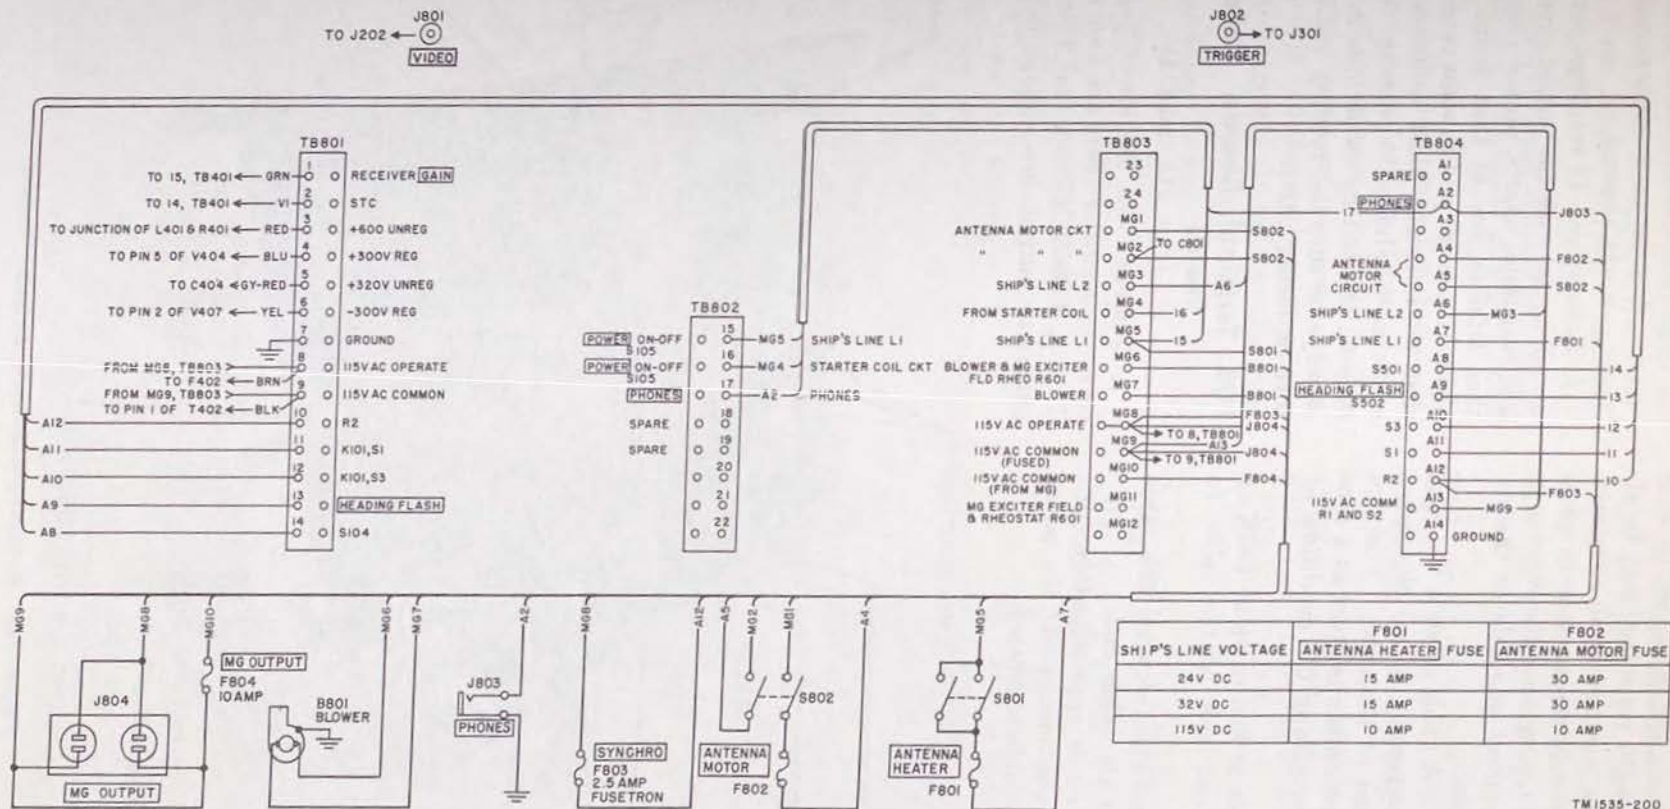 J801
TO J202
VIDEO
J802
TO J301
TRIGGER
TB801
TO 15, TB401 GRN 1 RECEIVER GAIN
TO 14, TB401 VI 2 STC
TO JUNCTION OF L401 & R401 RED 3 +600 UNREG
TO PIN 5 OF V404 BLU 4 +300V REG
TO C404 GY-RED 5 +320V UNREG
TO PIN 2 OF V407 YEL 6 -300V REG
7 GROUND
FROM MG8, TB803 8 115V AC OPERATE
TO F402 BRN
FROM MG9, TB803 9 115V AC COMMON
TO PIN 1 OF T402 BLK
A12 10 R2
A11 11 K101,S1
A10 12 K101,S3
A9 13 HEADING FLASH
A8 14 S104
TB802
POWER ON-OFF S105 15 MG5 SHIP'S LINE L1
POWER ON-OFF S105 16 MG4 STARTER COIL CKT
PHONES 17 A2 PHONES
SPARE 18
SPARE 19
20
21
22
TB803
23
24
ANTENNA MOTOR CKT MG1 S802
" " " MG2 TO C801 S802
SHIP'S LINE L2 MG3 A6
FROM STARTER COIL MG4 16
SHIP'S LINE L1 MG5 15 S801
BLOWER & MG EXCITER FLD RHEO R601 MG6 B801
BLOWER MG7 B801
115V AC OPERATE MG8 F803 J804
TO 8, TB801
115V AC COMMON (FUSED) MG9 A13 J804
TO 9, TB801
115V AC COMMON (FROM MG) MG10 F804
MG EXCITER FIELD & RHEOSTAT R601 MG11
MG12
TB804
SPARE A1
PHONES A2 17 J803
A3
ANTENNA MOTOR CIRCUIT
A4 F802
A5 S802
SHIP'S LINE L2 A6 MG3
SHIP'S LINE L1 A7 F801
S501 A8 14
HEADING FLASH S502 A9 13
S3 A10 12
S1 A11 11
R2 A12 10 F803
115V AC COMM R1 AND S2 A13 MG9
A14 GROUND
MG9
MG8
MG10
MG6
MG7
A2
MG8
A12
A5
MG2
MG1
A4
MG5
A7
J804
MG OUTPUT
MG OUTPUT
F804
10 AMP
B801
BLOWER
J803
PHONES
SYNCHRO
F803
2.5 AMP
FUSETRON
S802
ANTENNA MOTOR
F802
S801
ANTENNA HEATER
F801
SHIP'S LINE VOLTAGE F801 ANTENNA HEATER FUSE F802 ANTENNA MOTOR FUSE
24V DC 15 AMP 30 AMP
32V DC 15 AMP 30 AMP
115V DC 10 AMP 10 AMP
TM 1535-200